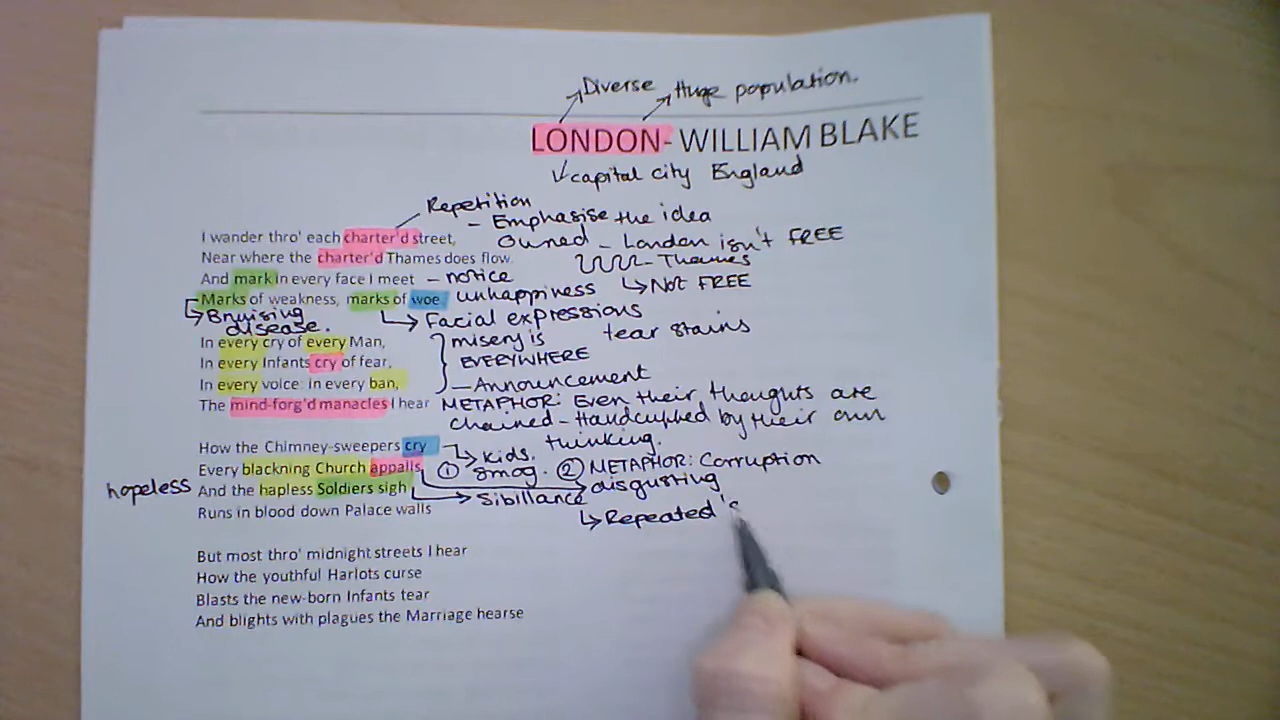 Diverse Huge population.
LONDON- WILLIAM BLAKE
capital city England
Repetition
- Emphasise the idea
I wander thro' each charter'd street, Owned - London isn't FREE
Near where the charter'd Thames does flow - Thames
And mark in every face I meet - notice Not FREE
Marks of weakness, marks of woe. unhappiness
Bruising Facial expressions
disease. tear stains
In every cry of every Man, misery is
In every Infants cry of fear, EVERYWHERE
In every voice: in every ban, - Announcement
The mind-forg'd manacles I hear METAPHOR: Even their thoughts are
chained - Handcuffed by their own
thinking.
How the Chimney-sweepers cry Kids.
Every blackning Church appalls, ① smog. ② METAPHOR: Corruption
hopeless And the hapless Soldiers sigh disgusting
Sibillance
Runs in blood down Palace walls Repeated 's
But most thro' midnight streets I hear
How the youthful Harlots curse
Blasts the new-born Infants tear
And blights with plagues the Marriage hearse